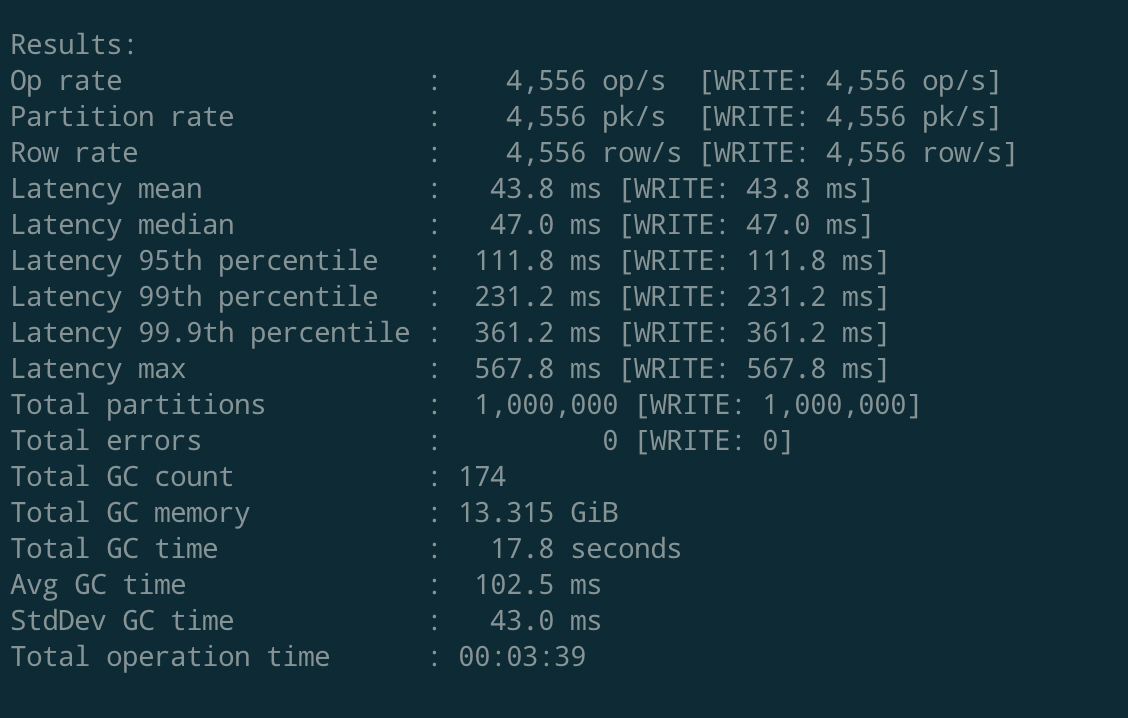 Results:
Op rate                   :    4,556 op/s  [WRITE: 4,556 op/s]
Partition rate            :    4,556 pk/s  [WRITE: 4,556 pk/s]
Row rate                  :    4,556 row/s [WRITE: 4,556 row/s]
Latency mean              :   43.8 ms [WRITE: 43.8 ms]
Latency median            :   47.0 ms [WRITE: 47.0 ms]
Latency 95th percentile   :  111.8 ms [WRITE: 111.8 ms]
Latency 99th percentile   :  231.2 ms [WRITE: 231.2 ms]
Latency 99.9th percentile :  361.2 ms [WRITE: 361.2 ms]
Latency max               :  567.8 ms [WRITE: 567.8 ms]
Total partitions          :  1,000,000 [WRITE: 1,000,000]
Total errors              :          0 [WRITE: 0]
Total GC count            : 174
Total GC memory           : 13.315 GiB
Total GC time             :   17.8 seconds
Avg GC time               :  102.5 ms
StdDev GC time            :   43.0 ms
Total operation time      : 00:03:39